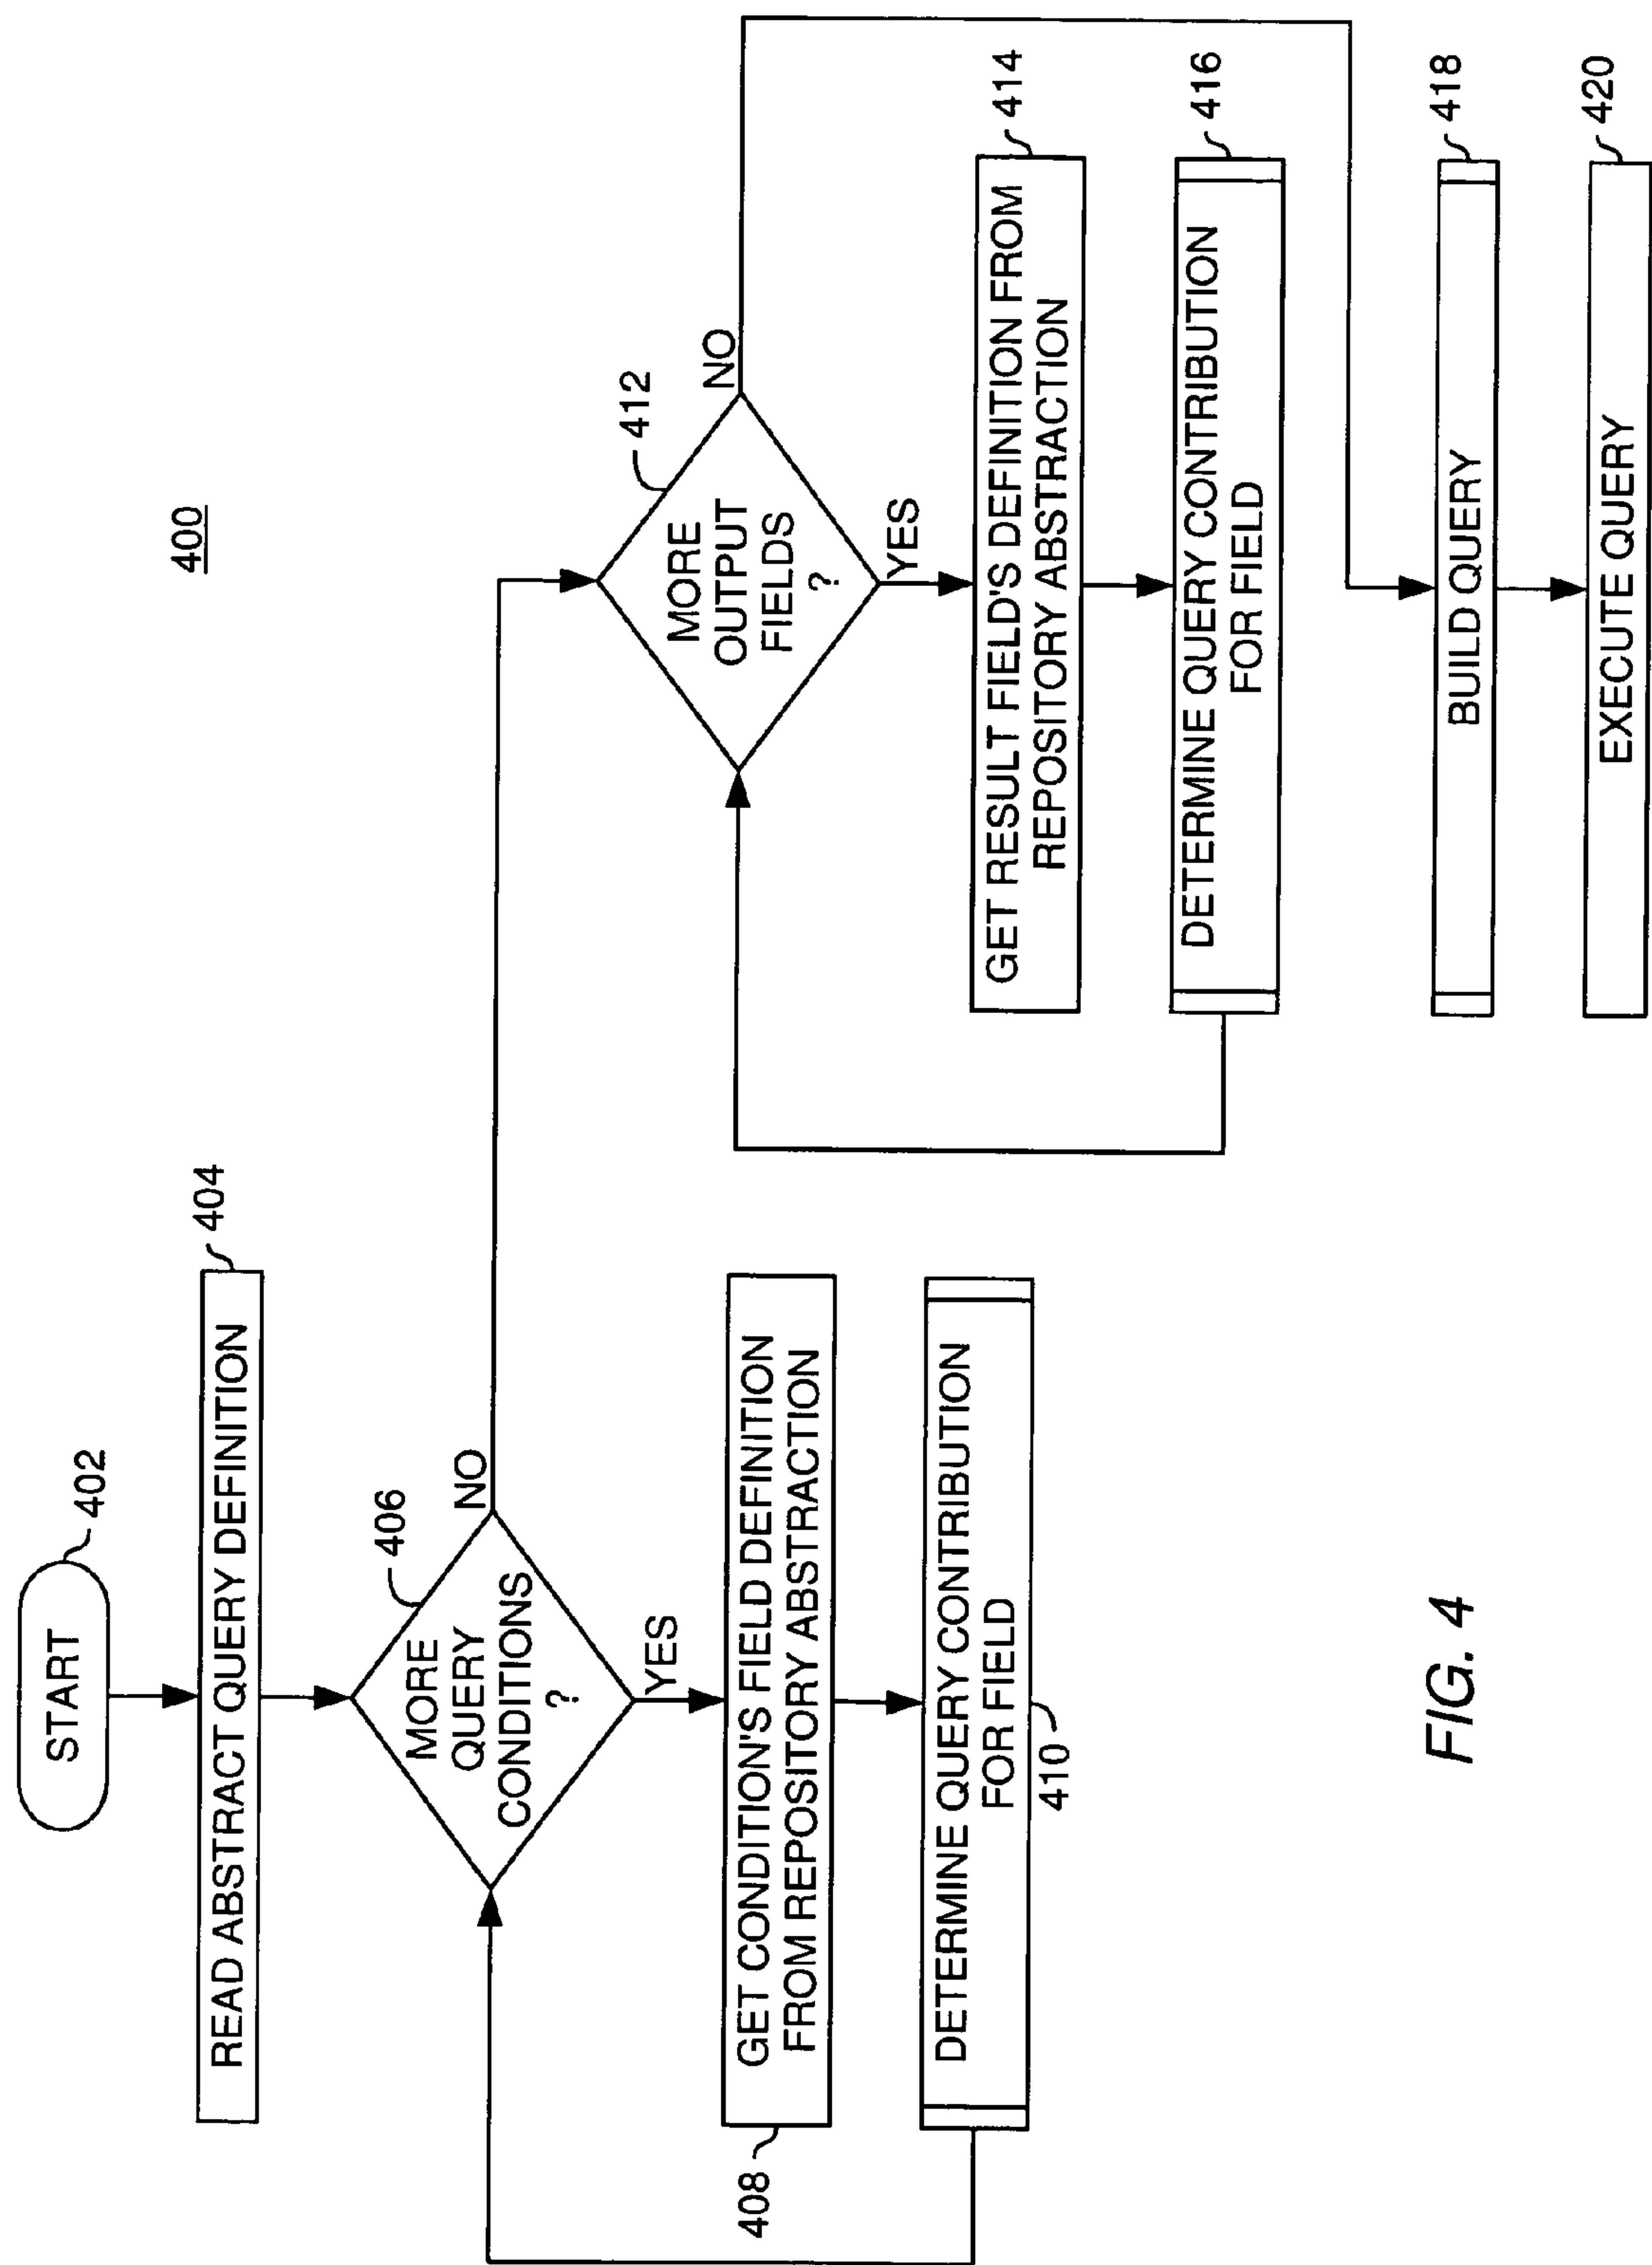 400
START
402
READ ABSTRACT QUERY DEFINITION
404
MORE
QUERY
CONDITIONS
?
406
NO
YES
GET CONDITION'S FIELD DEFINITION
FROM REPOSITORY ABSTRACTION
408
DETERMINE QUERY CONTRIBUTION
FOR FIELD
410
MORE
OUTPUT
FIELDS
?
412
NO
YES
GET RESULT FIELD'S DEFINITION FROM
REPOSITORY ABSTRACTION
414
DETERMINE QUERY CONTRIBUTION
FOR FIELD
416
BUILD QUERY
418
EXECUTE QUERY
420
FIG. 4